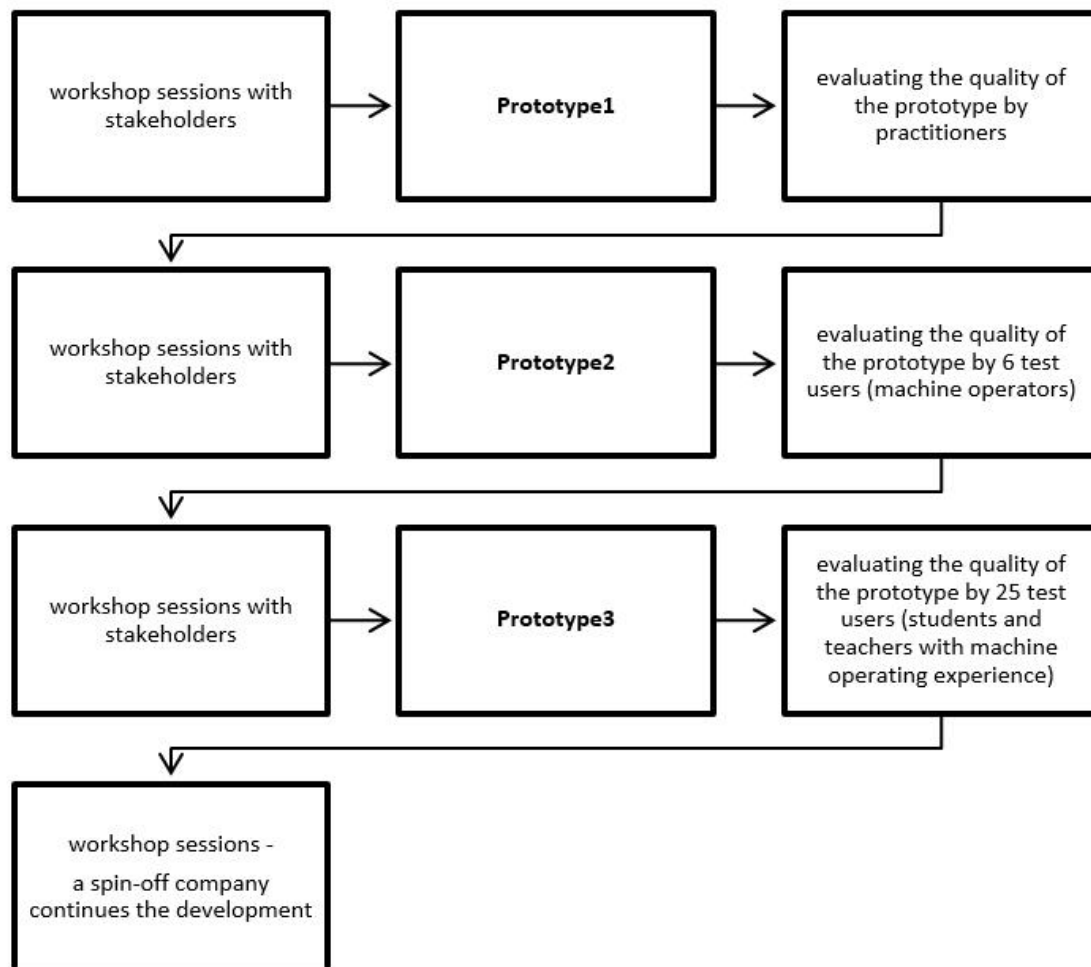 workshop sessions with
stakeholders
Prototype1
evaluating the quality of
the prototype by
practitioners
workshop sessions with
stakeholders
Prototype2
evaluating the quality of
the prototype by 6 test
users (machine operators)
workshop sessions with
stakeholders
Prototype3
evaluating the quality of
the prototype by 25 test
users (students and
teachers with machine
operating experience)
workshop sessions -
a spin-off company
continues the development